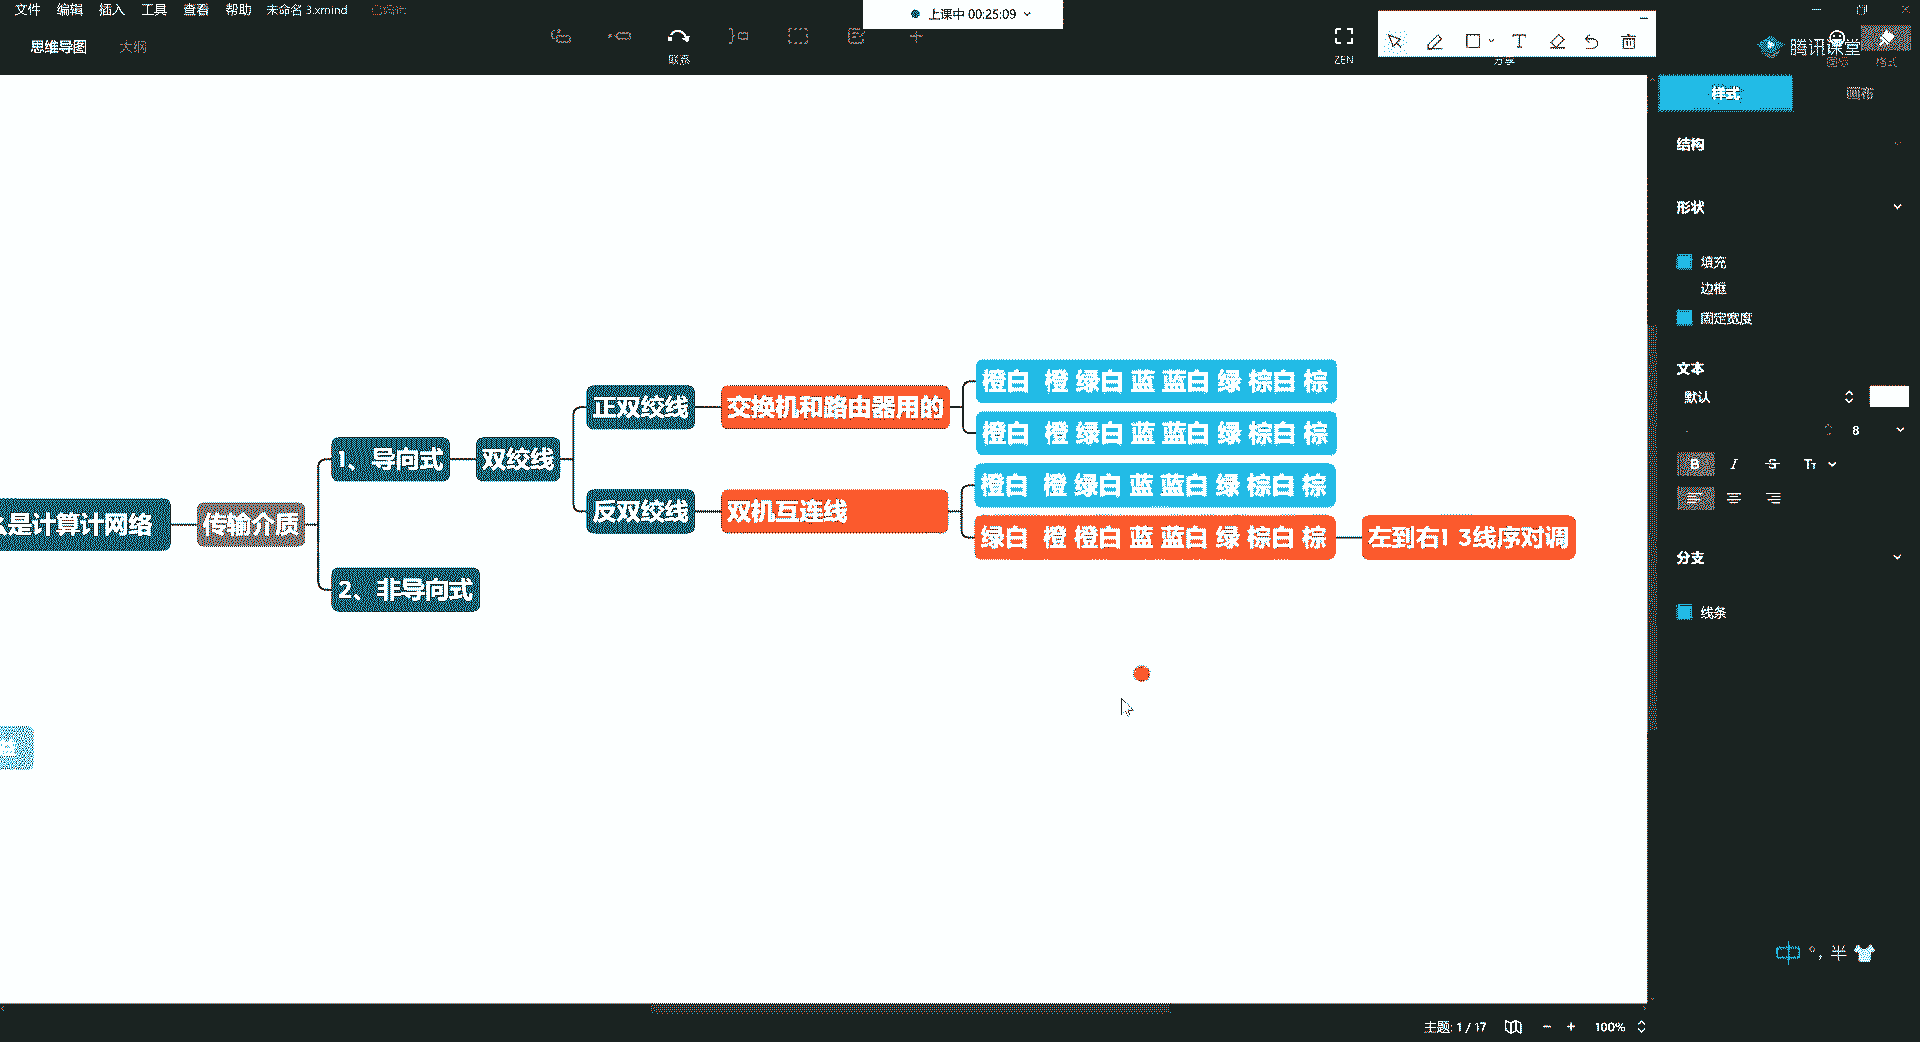 文件 编辑 插入 工具 查看 帮助 未命名 3.xmind
上课中 00:25:09
思维导图 大纲
联系
ZEN
分享
腾讯课堂
图标 格式
样式 画布
结构
形状
填充
边框
固定宽度
文本
默认
8
B I S Tт
分支
线条
橙白 橙 绿白 蓝 蓝白 绿 棕白 棕
正双绞线 交换机和路由器用的
橙白 橙 绿白 蓝 蓝白 绿 棕白 棕
1、导向式 双绞线
橙白 橙 绿白 蓝 蓝白 绿 棕白 棕
反双绞线 双机互连线
是计算计网络 传输介质
绿白 橙 橙白 蓝 蓝白 绿 棕白 棕 左到右1 3线序对调
2、非导向式
中 °, 半
主题: 1 / 17 100%